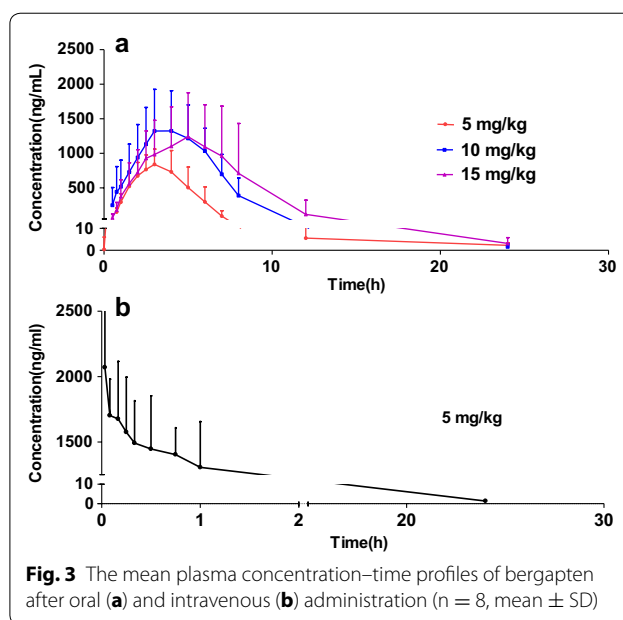 a
2500
2000
1500
1000
500
10
0
Concentration(ng/mL)
5 mg/kg
10 mg/kg
15 mg/kg
0 10 20 30
Time(h)
b
2500
2000
1500
10
0
Concentration(ng/ml)
5 mg/kg
0 1 2 20 30
Time(h)
Fig. 3 The mean plasma concentration–time profiles of bergapten
after oral (a) and intravenous (b) administration (n = 8, mean ± SD)